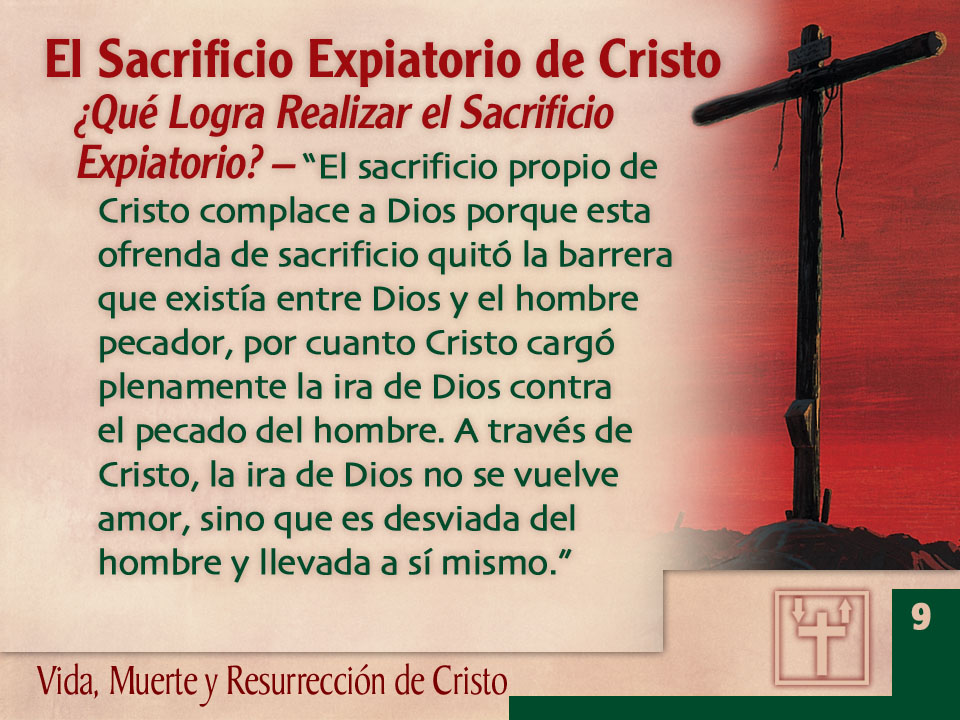 El Sacrificio Expiatorio de Cristo
¿Qué Logra Realizar el Sacrificio
Expiatorio? – “El sacrificio propio de
Cristo complace a Dios porque esta
ofrenda de sacrificio quitó la barrera
que existía entre Dios y el hombre
pecador, por cuanto Cristo cargó
plenamente la ira de Dios contra
el pecado del hombre. A través de
Cristo, la ira de Dios no se vuelve
amor, sino que es desviada del
hombre y llevada a sí mismo.”
9
Vida, Muerte y Resurrección de Cristo